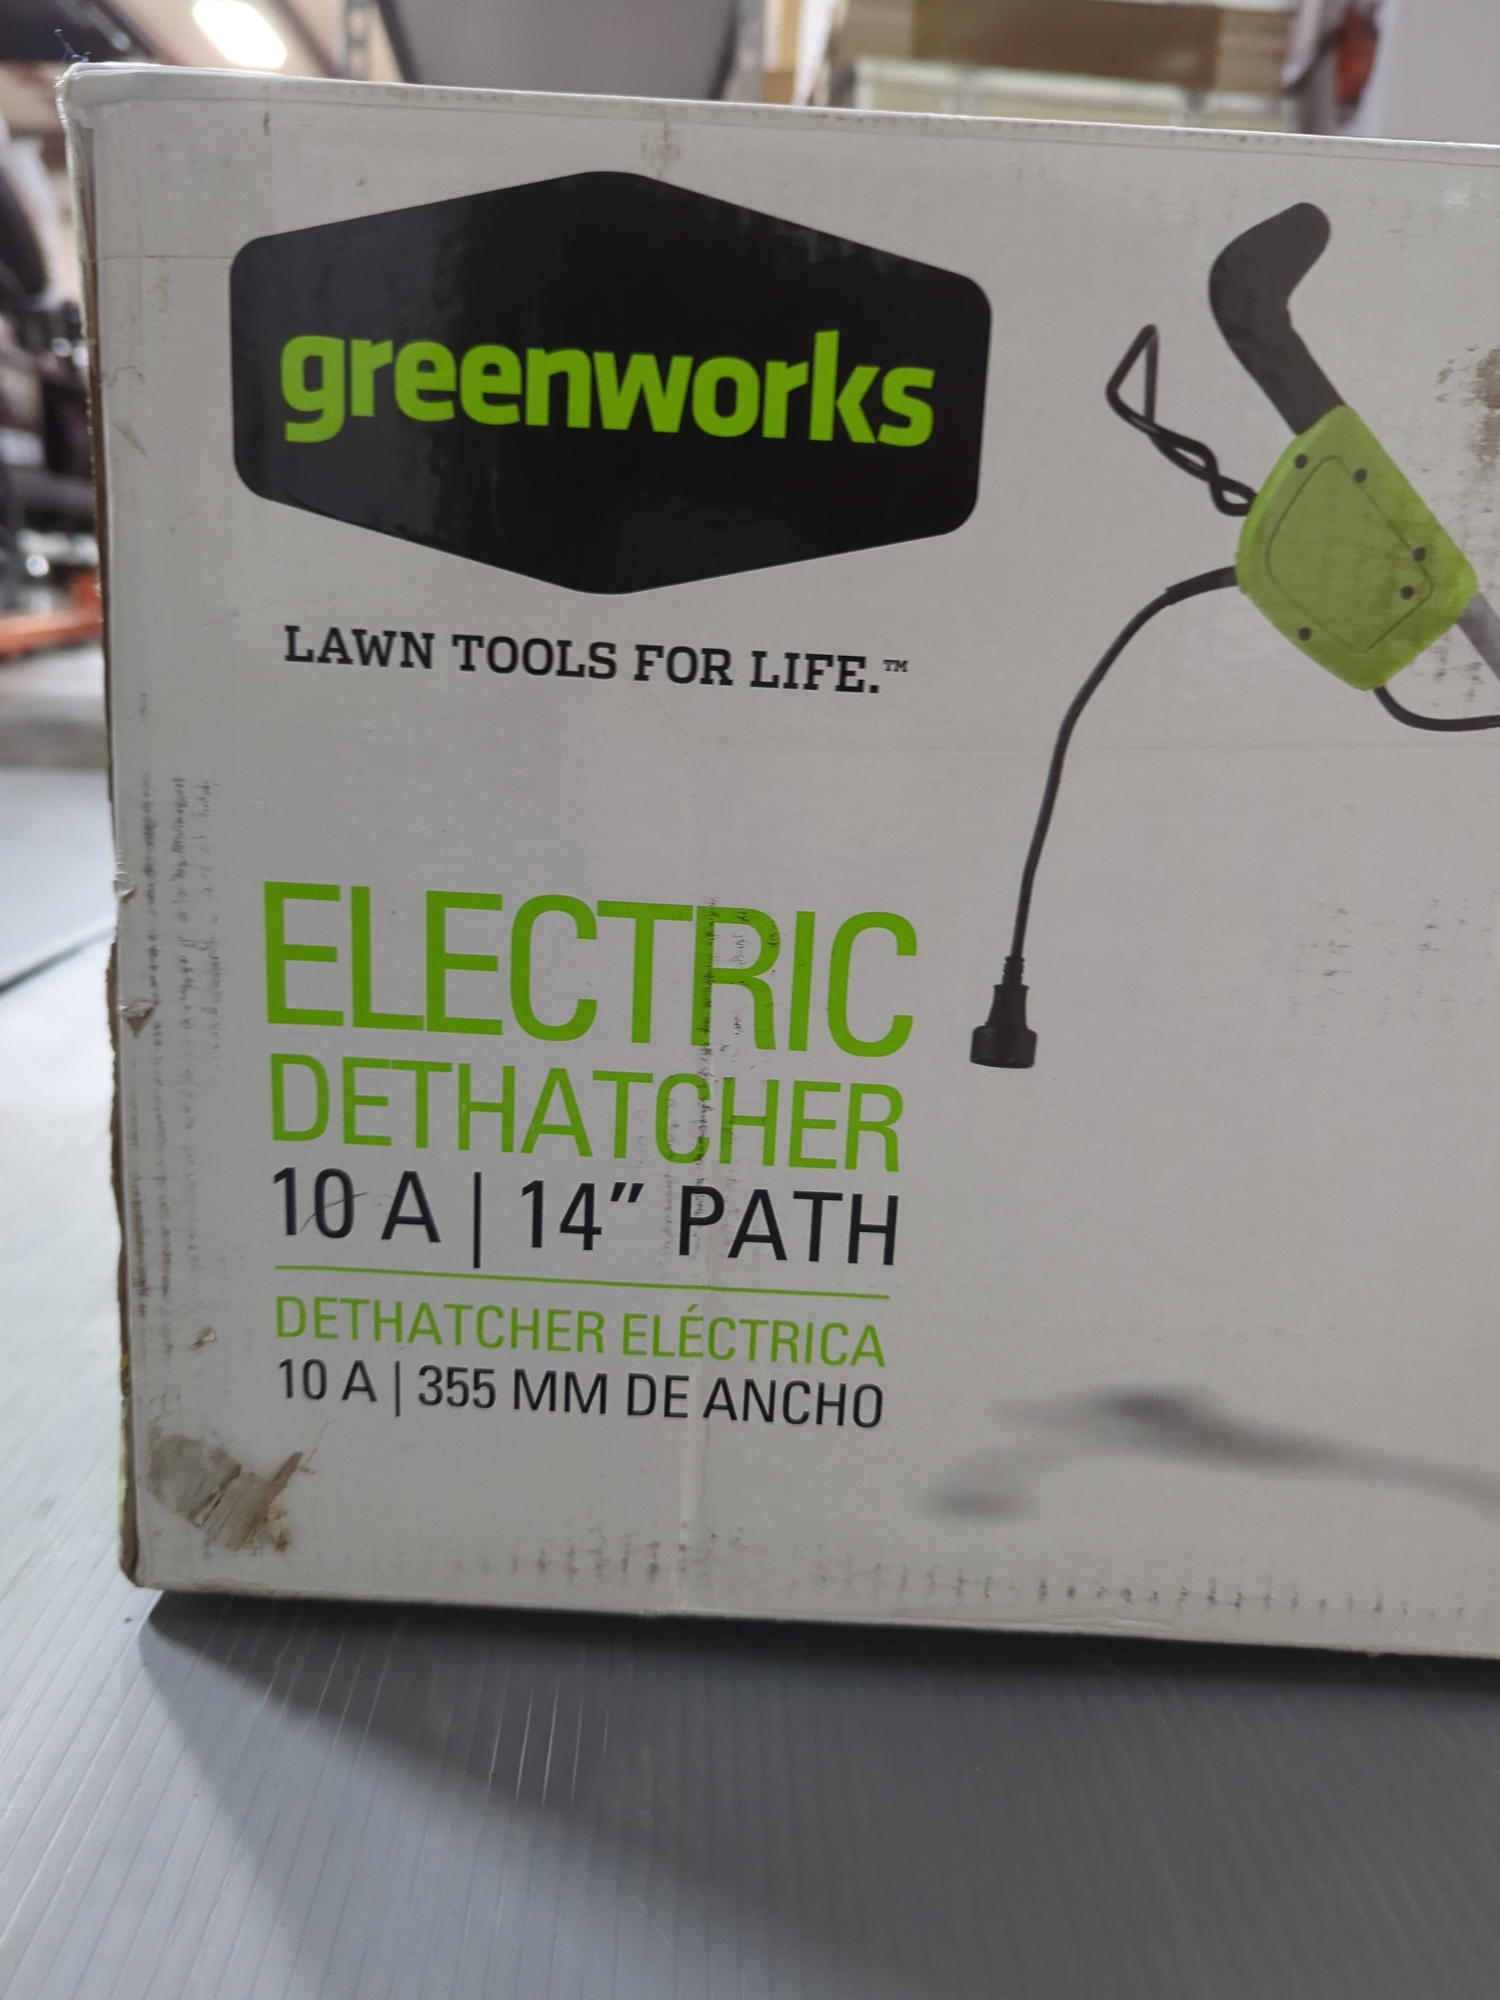 greenworks
LAWN TOOLS FOR LIFE.™
ELECTRIC
DETHATCHER
10 A | 14” PATH
DETHATCHER ELÉCTRICA
10 A | 355 MM DE ANCHO